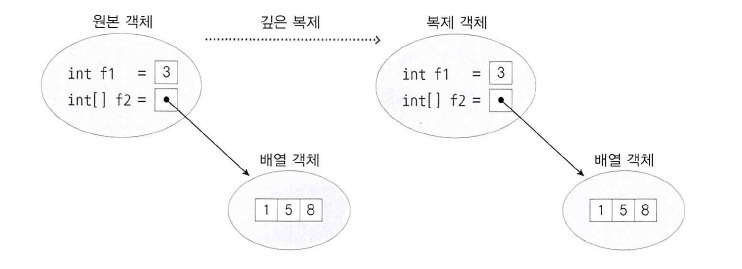 원본 객체 깊은 복제 복제 객체
int f1 = 3 int f1 = 3
int[] f2 = int[] f2 =
배열 객체 배열 객체
1 5 8 1 5 8